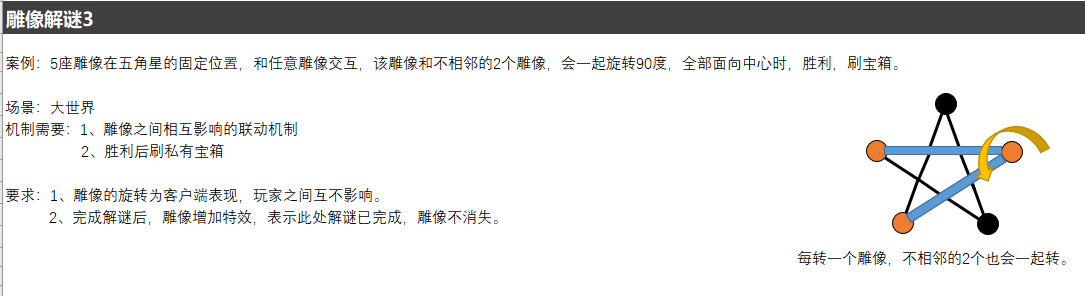 雕像解谜3
案例：5座雕像在五角星的固定位置，和任意雕像交互，该雕像和不相邻的2个雕像，会一起旋转90度，全部面向中心时，胜利，刷宝箱。
场景：大世界
机制需要：1、雕像之间相互影响的联动机制
2、胜利后刷私有宝箱
要求：1、雕像的旋转为客户端表现，玩家之间互不影响。
2、完成解谜后，雕像增加特效，表示此处解谜已完成，雕像不消失。
每转一个雕像，不相邻的2个也会一起转。